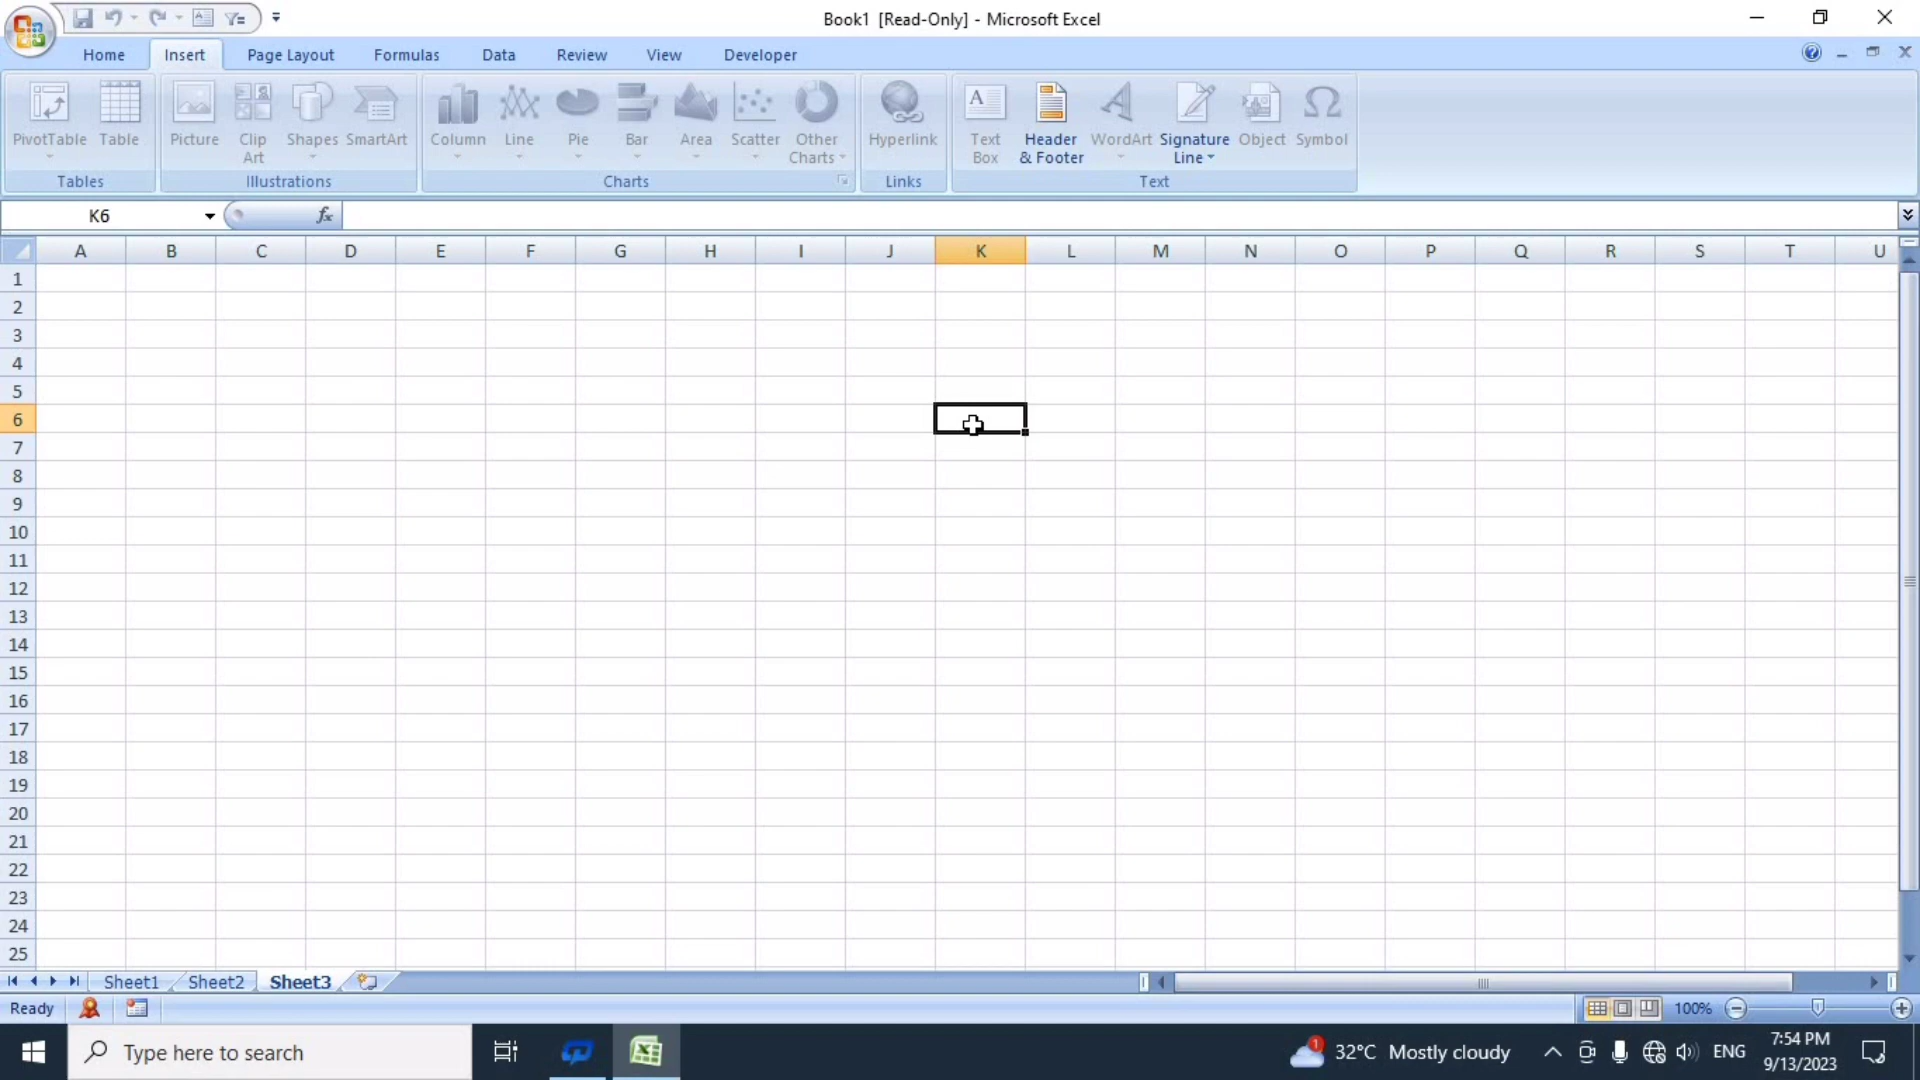 Book1 [Read-Only] - Microsoft Excel
Home Insert Page Layout Formulas Data Review View Developer
PivotTable Table Picture Clip Art Shapes SmartArt Column Line Pie Bar Area Scatter Other Charts Hyperlink Text Box Header & Footer WordArt Signature Line Object Symbol
Tables Illustrations Charts Links Text
K6 fx
A B C D E F G H I J K L M N O P Q R S T U
1
2
3
4
5
6
7
8
9
10
11
12
13
14
15
16
17
18
19
20
21
22
23
24
25
Sheet1 Sheet2 Sheet3
Ready 100%
Type here to search 1 32°C Mostly cloudy ENG 7:54 PM
9/13/2023